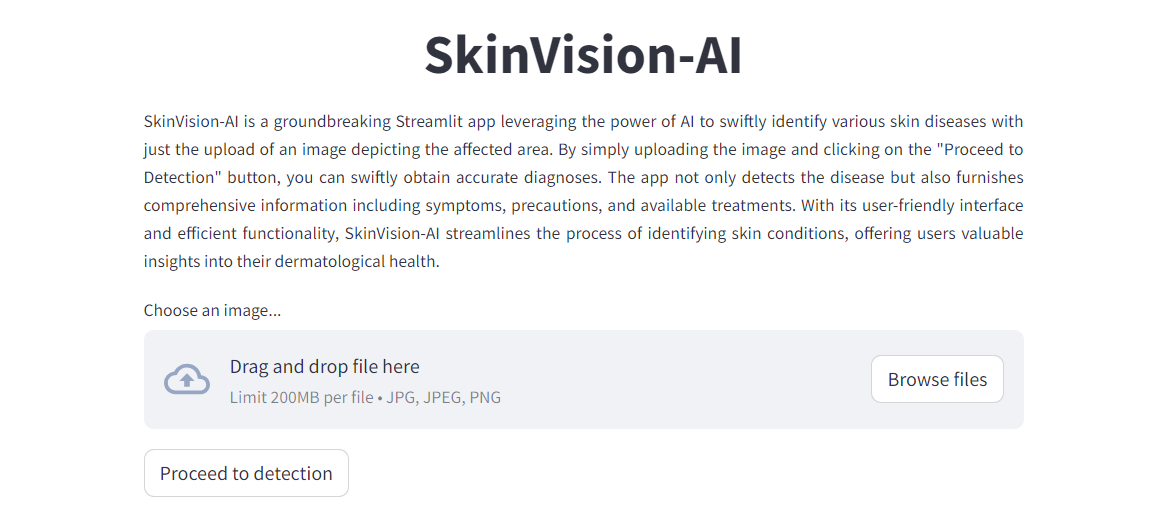 SkinVision-AI
SkinVision-AI is a groundbreaking Streamlit app leveraging the power of AI to swiftly identify various skin diseases with
just the upload of an image depicting the affected area. By simply uploading the image and clicking on the "Proceed to
Detection" button, you can swiftly obtain accurate diagnoses. The app not only detects the disease but also furnishes
comprehensive information including symptoms, precautions, and available treatments. With its user-friendly interface
and efficient functionality, SkinVision-AI streamlines the process of identifying skin conditions, offering users valuable
insights into their dermatological health.
Choose an image...
Drag and drop file here
Limit 200MB per file • JPG, JPEG, PNG
Browse files
Proceed to detection